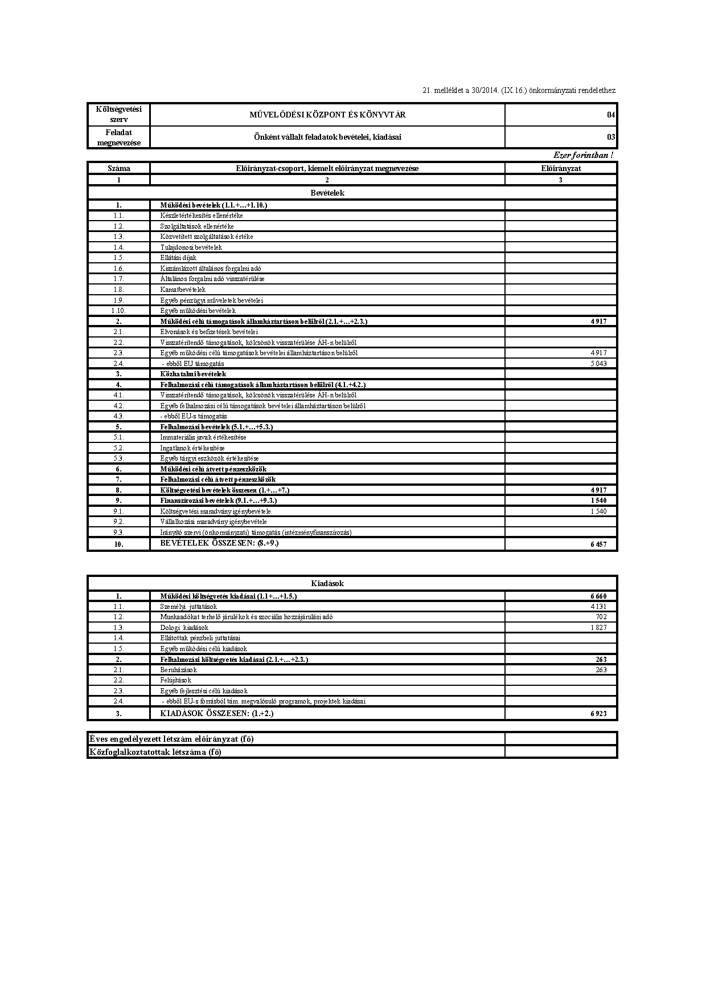 21. melléklet a 30/2014. (IX.16.) önkormányzati rendelethez
Költségvetési szerv MŰVELŐDÉSI KÖZPONT ÉS KÖNYVTÁR 04
Feladat megnevezése Önként vállalt feladatok bevételei, kiadásai 03
Ezer forintban !
Száma Előirányzat-csoport, kiemelt előirányzat megnevezése Előirányzat
1 2 3
Bevételek
1. Működési bevételek (1.1.+…+1.10.)
1.1. Készletértékesítés ellenértéke
1.2. Szolgáltatások ellenértéke
1.3. Közvetített szolgáltatások értéke
1.4. Tulajdonosi bevételek
1.5. Ellátási díjak
1.6. Kiszámlázott általános forgalmi adó
1.7. Általános forgalmi adó visszatérülése
1.8. Kamatbevételek
1.9. Egyéb pénzügyi műveletek bevételei
1.10. Egyéb működési bevételek
2. Működési célú támogatások államháztartáson belülről (2.1.+…+2.3.) 4 917
2.1. Elvonások és befizetések bevételei
2.2. Visszatérítendő támogatások, kölcsönök visszatérülése ÁH-n belülről
2.3. Egyéb működési célú támogatások bevételei államháztartáson belülről 4 917
2.4. - ebből EU támogatás 5 043
3. Közhatalmi bevételek
4. Felhalmozási célú támogatások államháztartáson belülről (4.1.+4.2.)
4.1. Visszatérítendő támogatások, kölcsönök visszatérülése ÁH-n belülről
4.2. Egyéb felhalmozási célú támogatások bevételei államháztartáson belülről
4.3. - ebből EU-s támogatás
5. Felhalmozási bevételek (5.1.+…+5.3.)
5.1. Immateriális javak értékesítése
5.2. Ingatlanok értékesítése
5.3. Egyéb tárgyi eszközök értékesítése
6. Működési célú átvett pénzeszközök
7. Felhalmozási célú átvett pénzeszközök
8. Költségvetési bevételek összesen (1.+…+7.) 4 917
9. Finanszírozási bevételek (9.1.+…+9.3.) 1 540
9.1. Költségvetési maradvány igénybevétele 1 540
9.2. Vállalkozási maradvány igénybevétele
9.3. Irányító szervi (önkormányzati) támogatás (intézményfinanszírozás)
10. BEVÉTELEK ÖSSZESEN: (8.+9.) 6 457
Kiadások
1. Működési költségvetés kiadásai (1.1+…+1.5.) 6 660
1.1. Személyi juttatások 4 131
1.2. Munkaadókat terhelő járulékok és szociális hozzájárulási adó 702
1.3. Dologi kiadások 1 827
1.4. Ellátottak pénzbeli juttatásai
1.5. Egyéb működési célú kiadások
2. Felhalmozási költségvetés kiadásai (2.1.+…+2.3.) 263
2.1. Beruházások 263
2.2. Felújítások
2.3. Egyéb fejlesztési célú kiadások
2.4. - ebből EU-s forrásból tám. megvalósuló programok, projektek kiadásai
3. KIADÁSOK ÖSSZESEN: (1.+2.) 6 923
Éves engedélyezett létszám előirányzat (fő)
Közfoglalkoztatottak létszáma (fő)